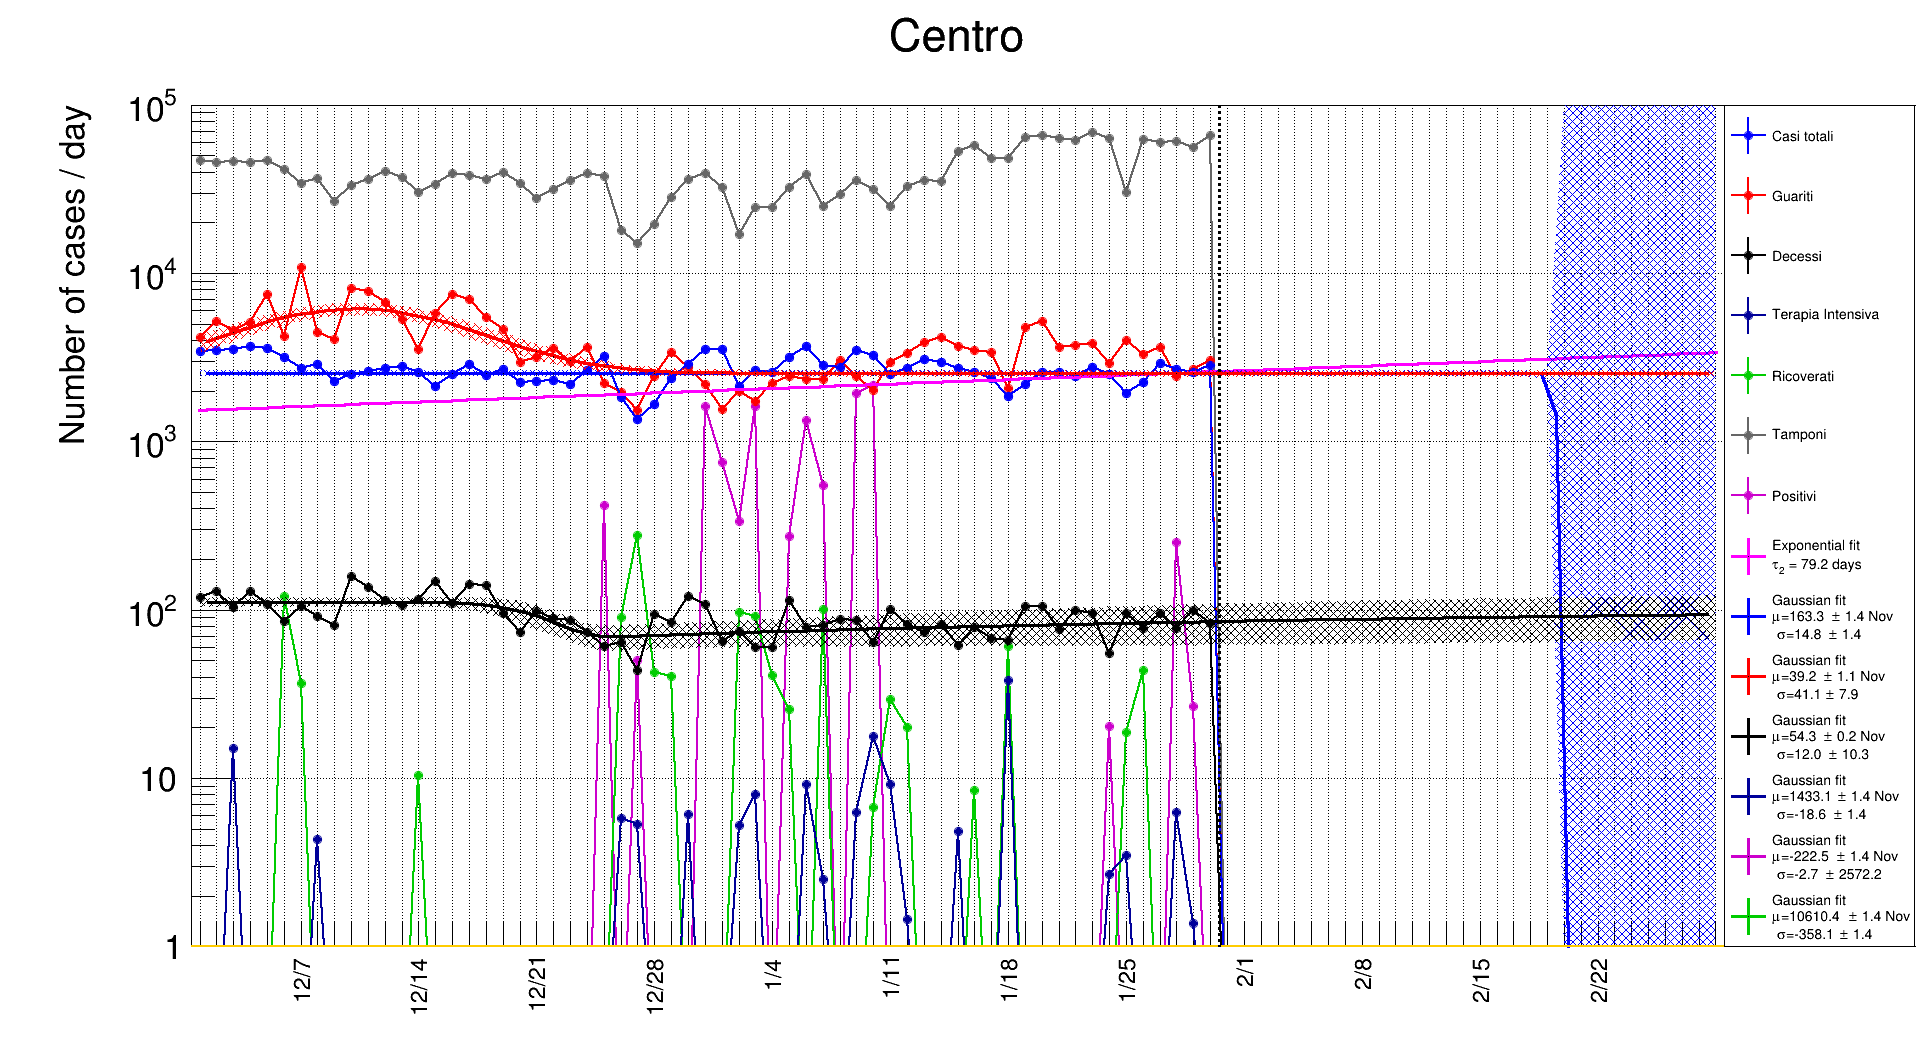 Centro
Number of cases / day
10^5
10^4
10^3
10^2
10
1
12/7
12/14
12/21
12/28
1/4
1/11
1/18
1/25
2/1
2/8
2/15
2/22
Casi totali
Guariti
Decessi
Terapia Intensiva
Ricoverati
Tamponi
Positivi
Exponential fit
τ2 = 79.2 days
Gaussian fit
μ=163.3 ± 1.4 Nov
σ=14.8 ± 1.4
Gaussian fit
μ=39.2 ± 1.1 Nov
σ=41.1 ± 7.9
Gaussian fit
μ=54.3 ± 0.2 Nov
σ=12.0 ± 10.3
Gaussian fit
μ=1433.1 ± 1.4 Nov
σ=-18.6 ± 1.4
Gaussian fit
μ=-222.5 ± 1.4 Nov
σ=-2.7 ± 2572.2
Gaussian fit
μ=10610.4 ± 1.4 Nov
σ=-358.1 ± 1.4